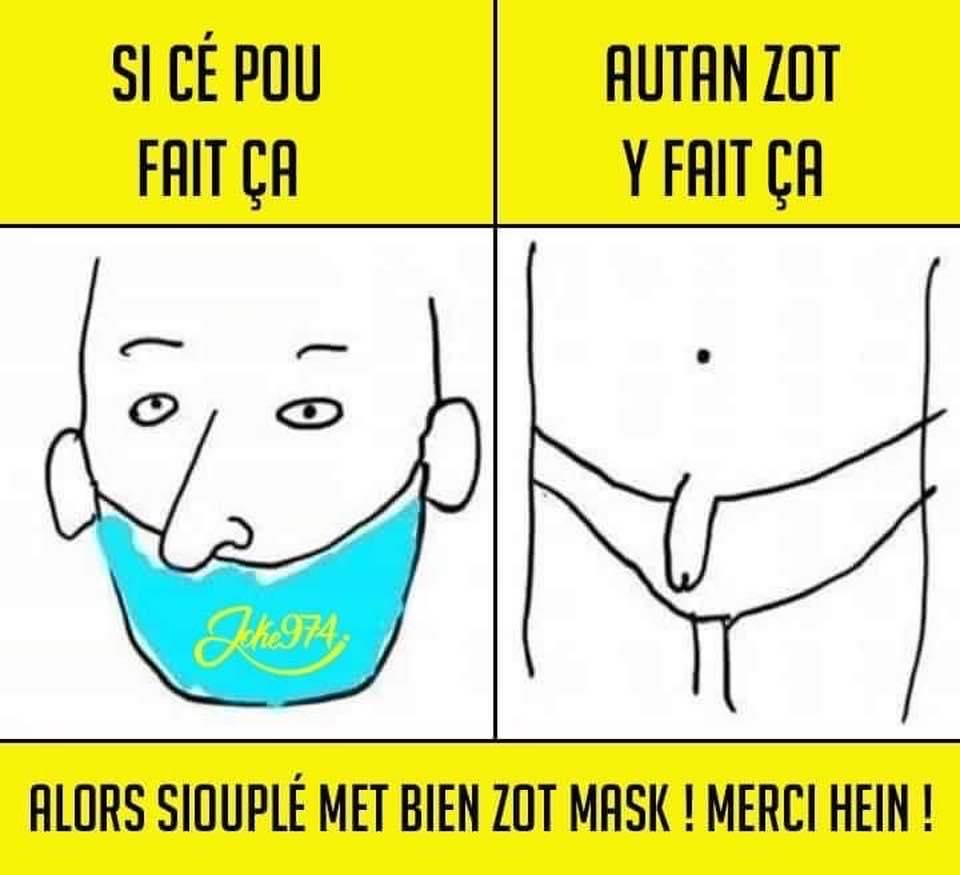 SI CÉ POU
FAIT ÇA
AUTAN ZOT
Y FAIT ÇA
Joke974.
ALORS SIOUPLÉ MET BIEN ZOT MASK ! MERCI HEIN !